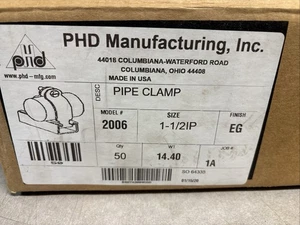 phd
www.phd-mfg.com
PHD Manufacturing, Inc.
44018 COLUMBIANA-WATERFORD ROAD
COLUMBIANA, OHIO 44408
MADE IN USA
DESC
PIPE CLAMP
MODEL # SIZE FINISH
2006 1-1/2IP EG
Qty WT
50 14.40 1A